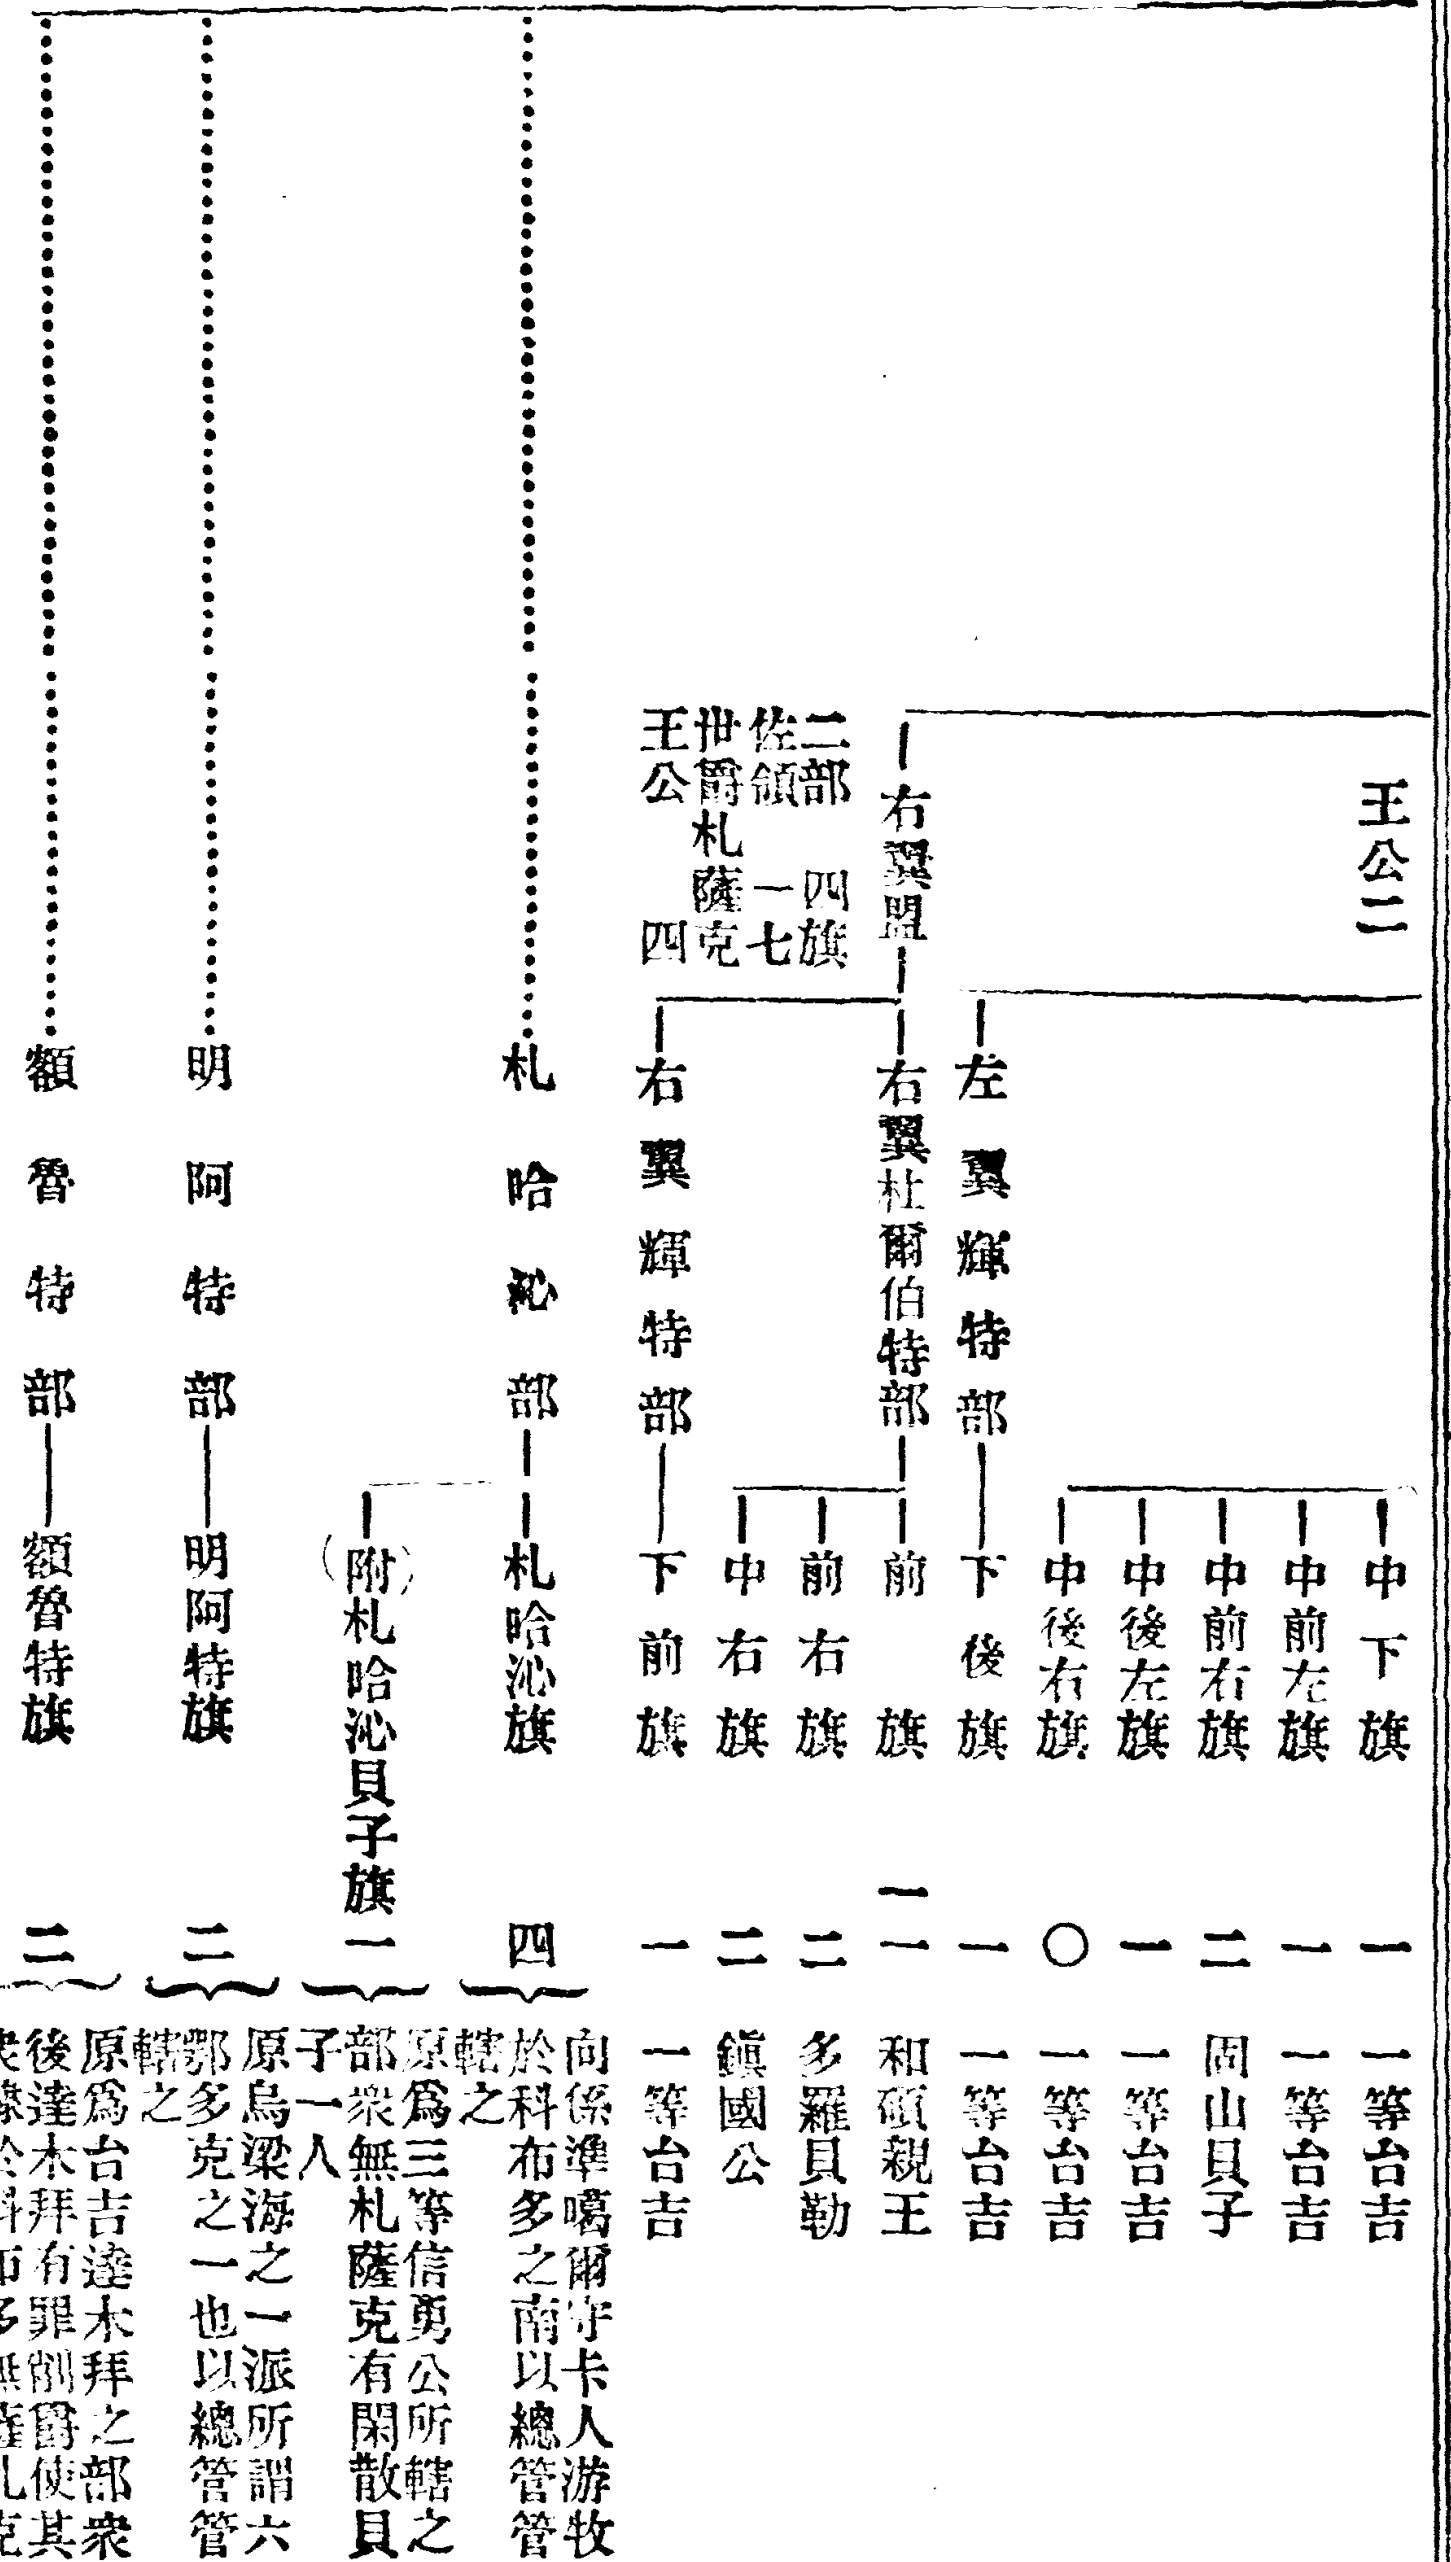 王公二
中下旗 一 一等台吉
中前左旗 一 一等台吉
中前右旗 二 固山貝子
中後左旗 一 一等台吉
中後右旗 〇 一等台吉
左翼輝特部
下後旗 一 一等台吉
右翼盟
二部 四旗
佐領 一七
世爵札薩克
王公 四
右翼杜爾伯特部
前旗 一一 和碩親王
前右旗 二 多羅貝勒
中右旗 二 鎮國公
右翼輝特部
下前旗 一 一等台吉
札哈沁部
札哈沁旗 四
向係準噶爾守卡人游牧
於科布多之南以總管管
轄之
(附)札哈沁貝子旗 一
原爲三等信勇公所轄之
部衆無札薩克有閑散貝
子一人
明阿特部
明阿特旗 二
原烏梁海之一派所謂六
鄂多克之一也以總管管
轄之
額魯特部
額魯特旗 二
原爲台吉達木拜之部衆
後達木拜有罪削爵使其